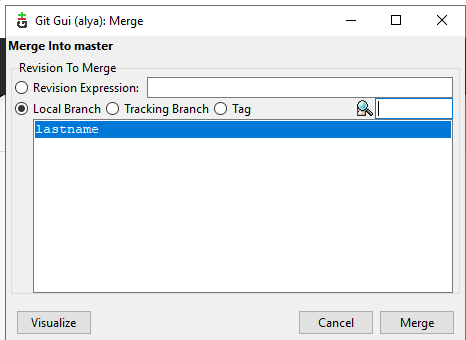 Git Gui (alya): Merge
Merge Into master
Revision To Merge
Revision Expression:
Local Branch Tracking Branch Tag
lastname
Visualize Cancel Merge